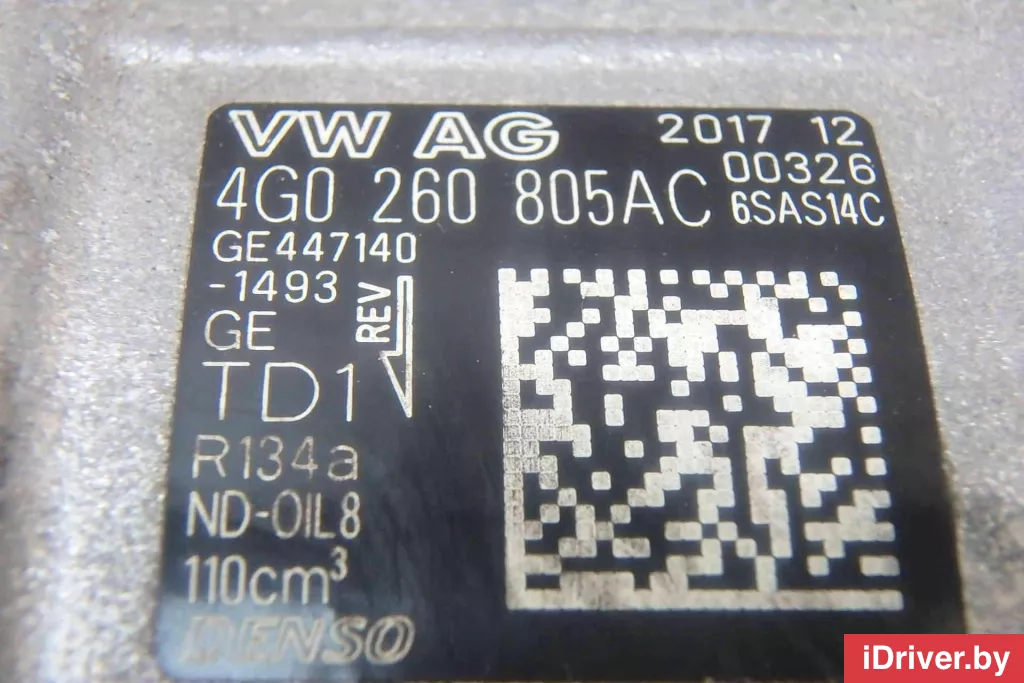 VW AG 2017 12
00326
4G0 260 805AC 6SAS14C
GE447140
-1493
REV
GE
TD1
R134a
ND-OIL8
110cm³
DENSO
iDriver.by